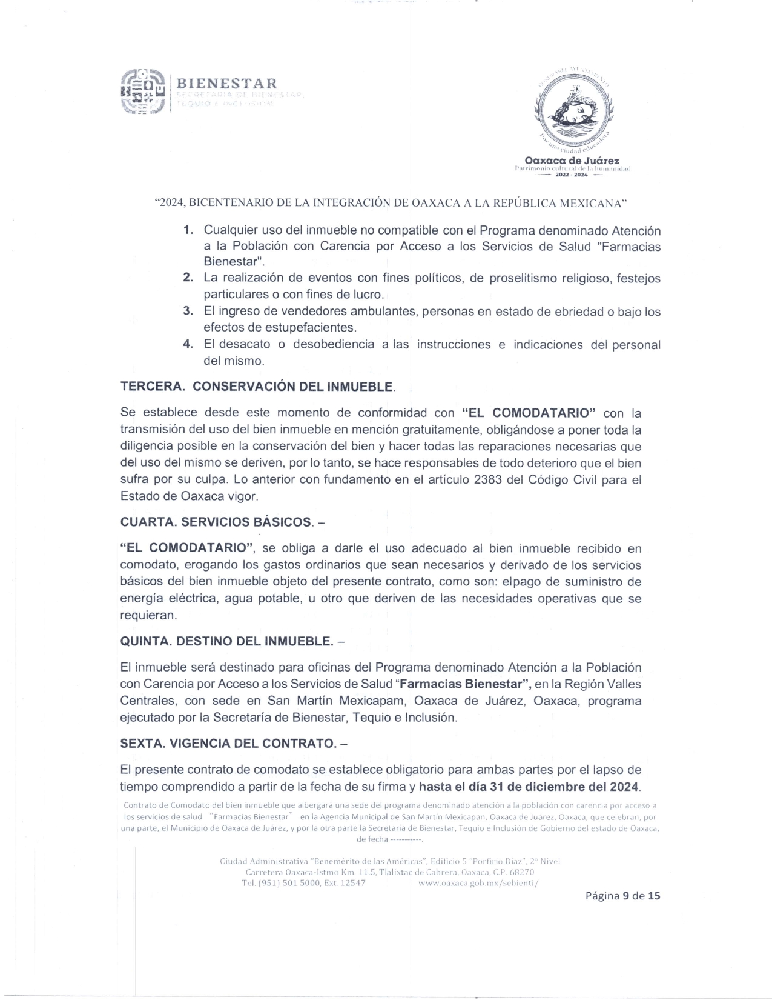 BIENESTAR
SECRETARÍA DE BIENESTAR,
TEQUIO E INCLUSIÓN
HONORABLE AYUNTAMIENTO
Por una ciudad educadora
Oaxaca de Juárez
Patrimonio cultural de la humanidad
2022 - 2024
“2024, BICENTENARIO DE LA INTEGRACIÓN DE OAXACA A LA REPÚBLICA MEXICANA”
1. Cualquier uso del inmueble no compatible con el Programa denominado Atención
a la Población con Carencia por Acceso a los Servicios de Salud "Farmacias
Bienestar".
2. La realización de eventos con fines políticos, de proselitismo religioso, festejos
particulares o con fines de lucro.
3. El ingreso de vendedores ambulantes, personas en estado de ebriedad o bajo los
efectos de estupefacientes.
4. El desacato o desobediencia a las instrucciones e indicaciones del personal
del mismo.
TERCERA. CONSERVACIÓN DEL INMUEBLE.
Se establece desde este momento de conformidad con “EL COMODATARIO” con la
transmisión del uso del bien inmueble en mención gratuitamente, obligándose a poner toda la
diligencia posible en la conservación del bien y hacer todas las reparaciones necesarias que
del uso del mismo se deriven, por lo tanto, se hace responsables de todo deterioro que el bien
sufra por su culpa. Lo anterior con fundamento en el artículo 2383 del Código Civil para el
Estado de Oaxaca vigor.
CUARTA. SERVICIOS BÁSICOS. –
“EL COMODATARIO”, se obliga a darle el uso adecuado al bien inmueble recibido en
comodato, erogando los gastos ordinarios que sean necesarios y derivado de los servicios
básicos del bien inmueble objeto del presente contrato, como son: elpago de suministro de
energía eléctrica, agua potable, u otro que deriven de las necesidades operativas que se
requieran.
QUINTA. DESTINO DEL INMUEBLE. –
El inmueble será destinado para oficinas del Programa denominado Atención a la Población
con Carencia por Acceso a los Servicios de Salud “Farmacias Bienestar”, en la Región Valles
Centrales, con sede en San Martín Mexicapam, Oaxaca de Juárez, Oaxaca, programa
ejecutado por la Secretaría de Bienestar, Tequio e Inclusión.
SEXTA. VIGENCIA DEL CONTRATO. –
El presente contrato de comodato se establece obligatorio para ambas partes por el lapso de
tiempo comprendido a partir de la fecha de su firma y hasta el día 31 de diciembre del 2024.
Contrato de Comodato del bien inmueble que albergará una sede del programa denominado atención a la población con carencia por acceso a
los servicios de salud “Farmacias Bienestar” en la Agencia Municipal de San Martín Mexicapan, Oaxaca de Juárez, Oaxaca, que celebran, por
una parte, el Municipio de Oaxaca de Juárez, y por la otra parte la Secretaría de Bienestar, Tequio e Inclusión de Gobierno del estado de Oaxaca,
de fecha -----------.
Ciudad Administrativa "Benemérito de las Américas", Edificio 5 "Porfirio Díaz", 2° Nivel
Carretera Oaxaca-Istmo Km. 11.5, Tlalixtac de Cabrera, Oaxaca, C.P. 68270
Tel. (951) 501 5000, Ext. 12547 www.oaxaca.gob.mx/sebienti/
Página 9 de 15